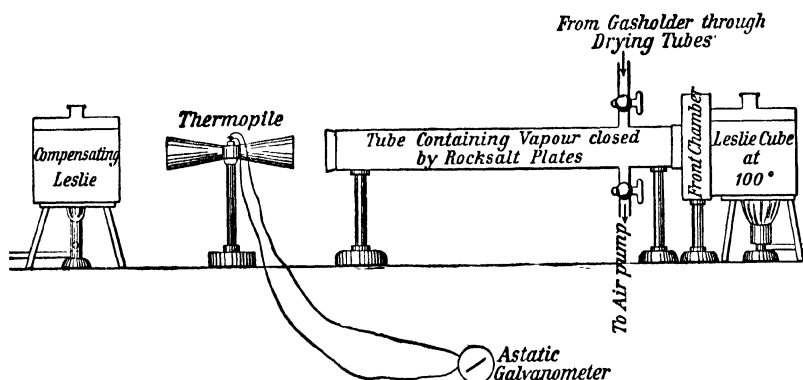 From Gasholder through
Drying Tubes
Thermopile
Compensating
Leslie
Tube Containing Vapour closed
by Rocksalt Plates
Front Chamber
Leslie Cube
at
100°
To Air pump
Astatic
Galvanometer